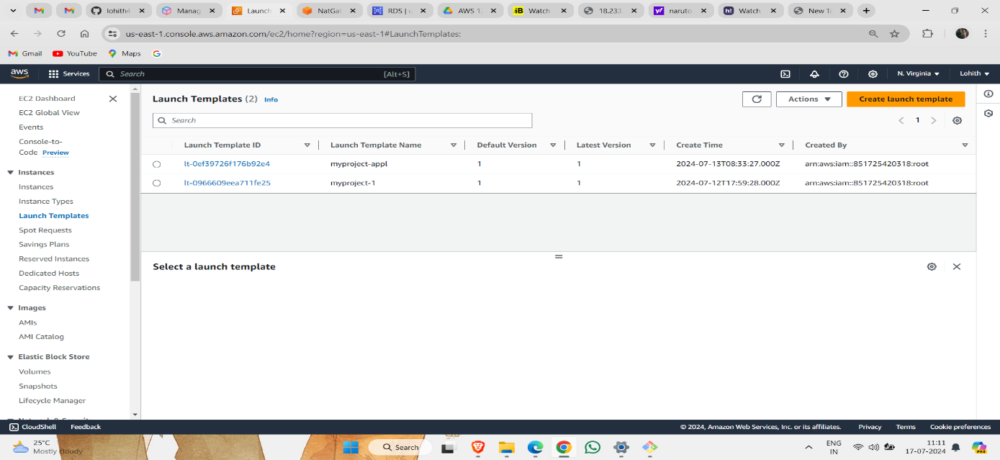 lohith4
Manag
Launch
NatGat
RDS | u
AWS 1.
iB Watch
18.233.
y! naruto
h! Watch
New Ta
us-east-1.console.aws.amazon.com/ec2/home?region=us-east-1#LaunchTemplates:
Gmail YouTube Maps
aws Services Search [Alt+S] N. Virginia Lohith
EC2 Dashboard
EC2 Global View
Events
Console-to-
Code Preview
Instances
Instances
Instance Types
Launch Templates
Spot Requests
Savings Plans
Reserved Instances
Dedicated Hosts
Capacity Reservations
Images
AMIs
AMI Catalog
Elastic Block Store
Volumes
Snapshots
Lifecycle Manager
Launch Templates (2) Info
Actions
Create launch template
Search
1
Launch Template ID Launch Template Name Default Version Latest Version Create Time Created By
lt-0ef39726f176b92e4 myproject-appl 1 1 2024-07-13T08:33:27.000Z arn:aws:iam::851725420318:root
lt-0966609eea711fe25 myproject-1 1 1 2024-07-12T17:59:28.000Z arn:aws:iam::851725420318:root
Select a launch template
CloudShell Feedback © 2024, Amazon Web Services, Inc. or its affiliates. Privacy Terms Cookie preferences
25°C
Mostly cloudy
Search
ENG
IN
11:11
17-07-2024
PRE